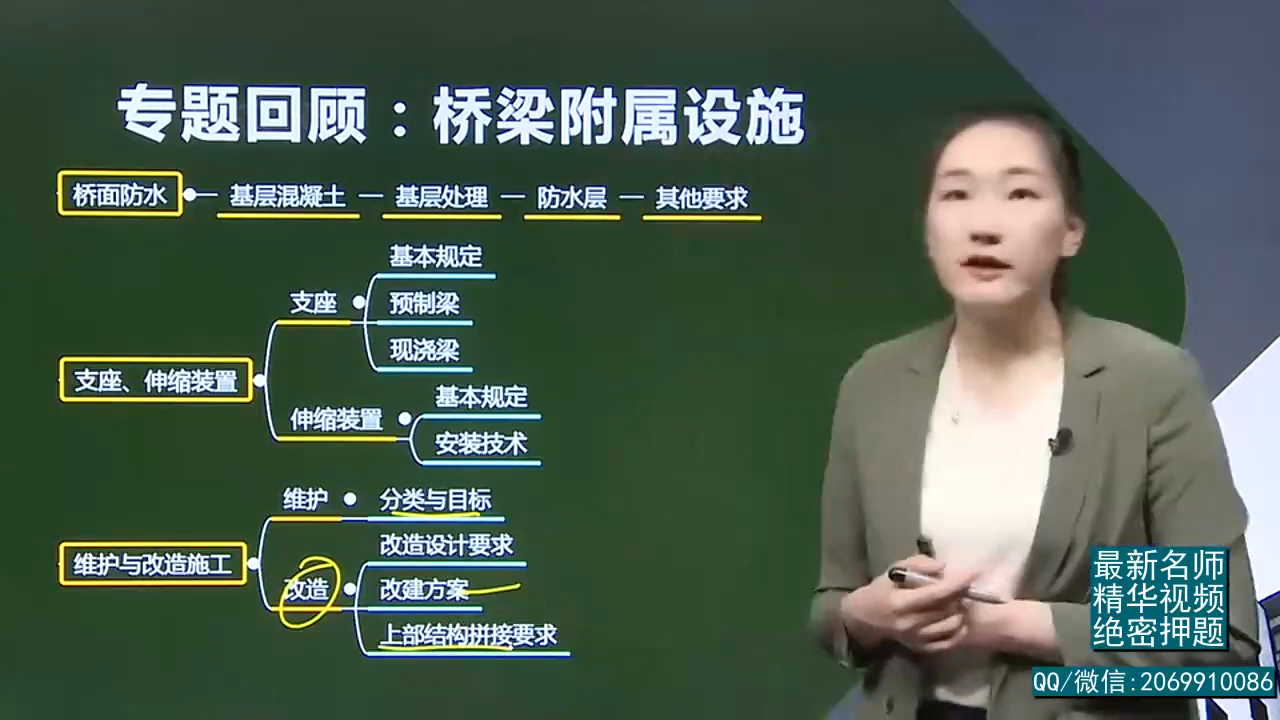 专题回顾：桥梁附属设施
桥面防水 基层混凝土 基层处理 防水层 其他要求
支座、伸缩装置
支座
基本规定
预制梁
现浇梁
伸缩装置
基本规定
安装技术
维护与改造施工
维护
分类与目标
改造
改造设计要求
改建方案
上部结构拼接要求
最新名师
精华视频
绝密押题
QQ/微信:2069910086